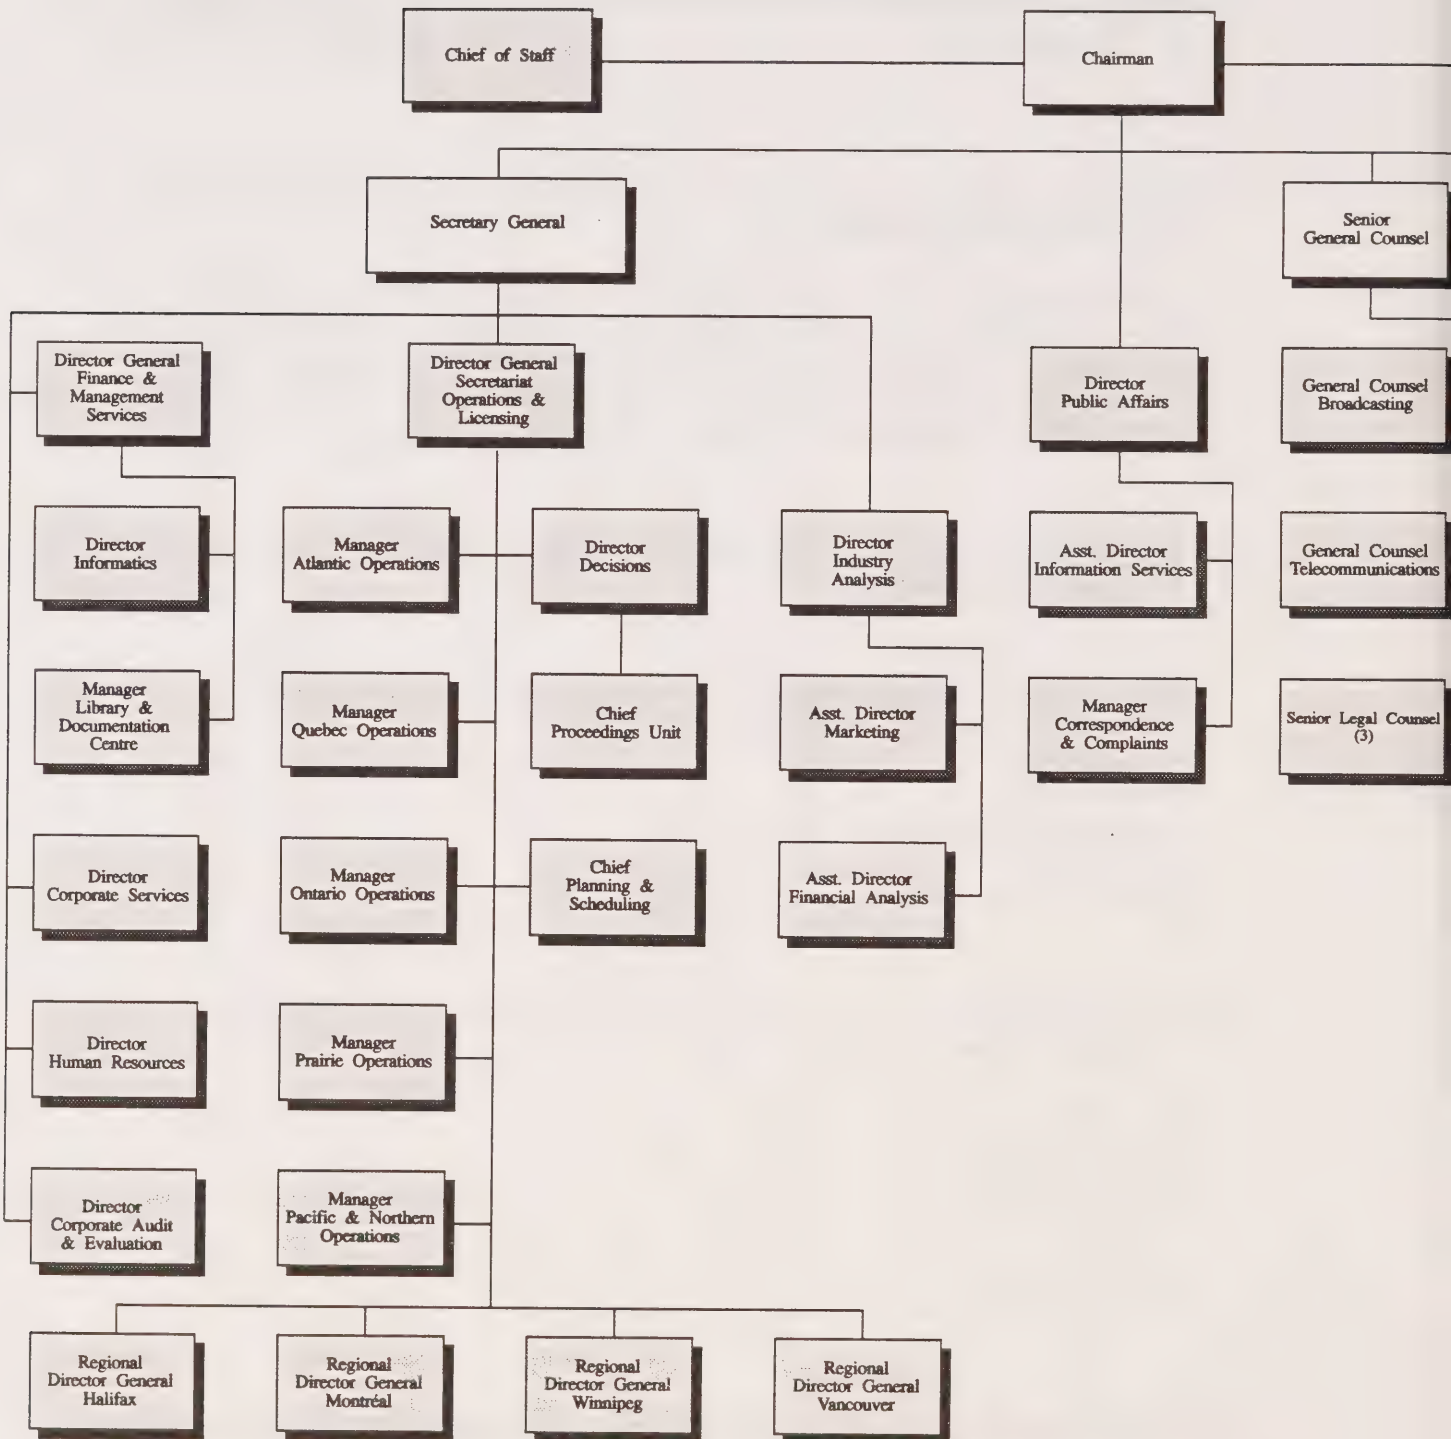 Chief of Staff
Chairman
Secretary General
Senior
General Counsel
Director General
Finance &
Management
Services
Director General
Secretariat
Operations &
Licensing
Director
Public Affairs
General Counsel
Broadcasting
Director
Informatics
Manager
Atlantic Operations
Director
Decisions
Director
Industry
Analysis
Asst. Director
Information Services
General Counsel
Telecommunications
Manager
Library &
Documentation
Centre
Manager
Quebec Operations
Chief
Proceedings Unit
Asst. Director
Marketing
Manager
Correspondence
& Complaints
Senior Legal Counsel
(3)
Director
Corporate Services
Manager
Ontario Operations
Chief
Planning &
Scheduling
Asst. Director
Financial Analysis
Director
Human Resources
Manager
Prairie Operations
Director
Corporate Audit
& Evaluation
Manager
Pacific & Northern
Operations
Regional
Director General
Halifax
Regional
Director General
Montréal
Regional
Director General
Winnipeg
Regional
Director General
Vancouver